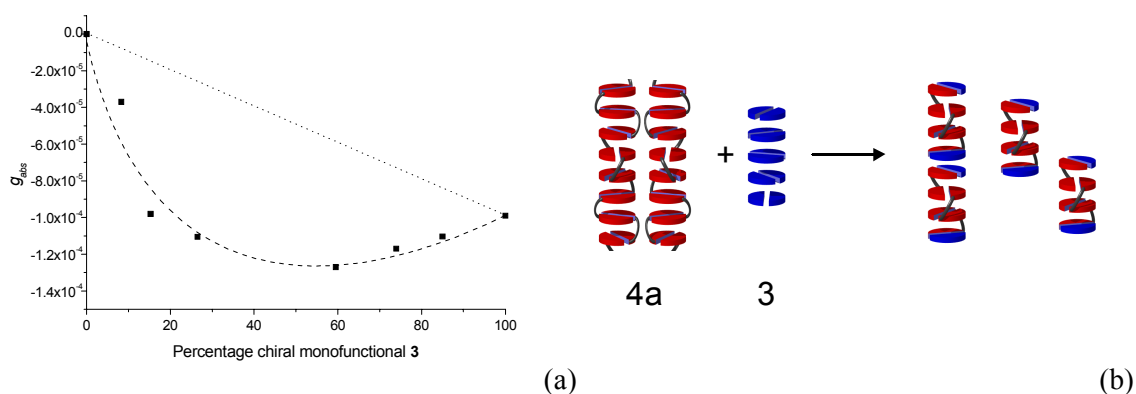 0.0
-2.0x10⁻⁵
-4.0x10⁻⁵
-6.0x10⁻⁵
-8.0x10⁻⁵
-1.0x10⁻⁴
-1.2x10⁻⁴
-1.4x10⁻⁴
g_abs
0 20 40 60 80 100
Percentage chiral monofunctional 3
(a)
+
4a 3
(b)